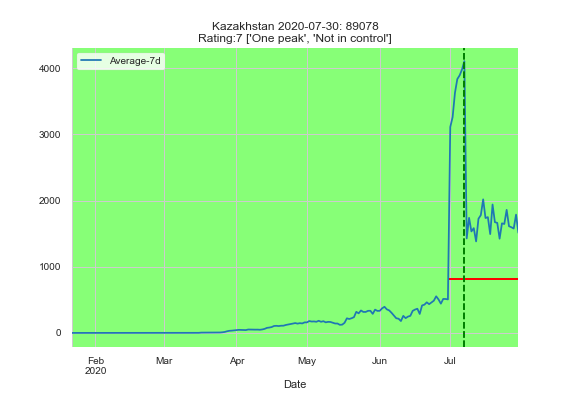 Kazakhstan 2020-07-30: 89078
Rating:7 ['One peak', 'Not in control']
Average-7d
4000
3000
2000
1000
0
Feb
2020
Mar
Apr
May
Jun
Jul
Date